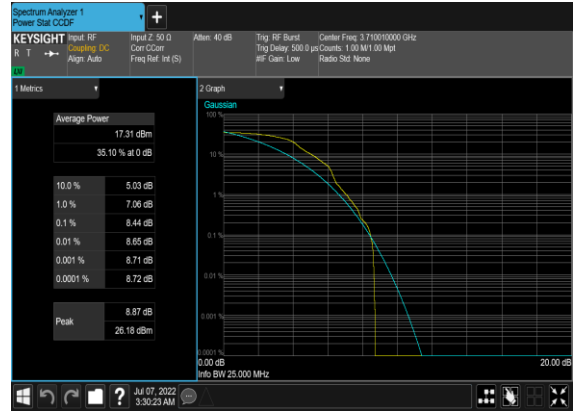 Spectrum Analyzer 1
Power Stat CCDF
+
KEYSIGHT
R T
LXI
Input: RF
Coupling: DC
Align: Auto
Input Z: 50 Ω
Corr CCorr
Freq Ref: Int (S)
Atten: 40 dB
Trig: RF Burst
Trig Delay: 500.0 µs
#IF Gain: Low
Center Freq: 3.710010000 GHz
Counts: 1.00 M/1.00 Mpt
Radio Std: None
1 Metrics
Average Power
17.31 dBm
35.10 % at 0 dB
10.0 % 5.03 dB
1.0 % 7.06 dB
0.1 % 8.44 dB
0.01 % 8.65 dB
0.001 % 8.71 dB
0.0001 % 8.72 dB
Peak
8.87 dB
26.18 dBm
2 Graph
Gaussian
100 %
10 %
1 %
0.1 %
0.01 %
0.001 %
0.0001 %
0.00 dB 20.00 dB
Info BW 25.000 MHz
?
Jul 07, 2022
3:30:23 AM